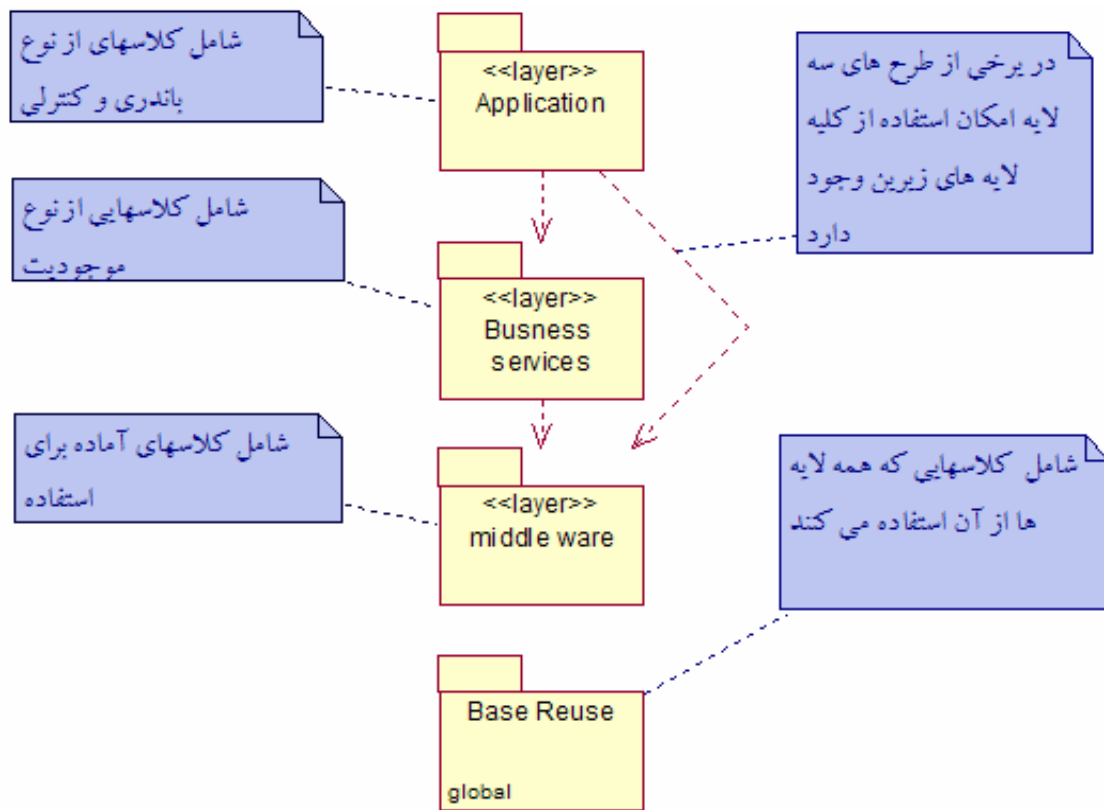 شامل کلاسهای از نوع
باندری و کنترلی
<<layer>>
Application
در برخی از طرح های سه
لایه امکان استفاده از کلیه
لایه های زیرین وجود
دارد
شامل کلاسهایی از نوع
موجودیت
<<layer>>
Busness
services
شامل کلاسهای آماده برای
استفاده
<<layer>>
middle ware
شامل کلاسهایی که همه لایه
ها از آن استفاده می کند
Base Reuse
global